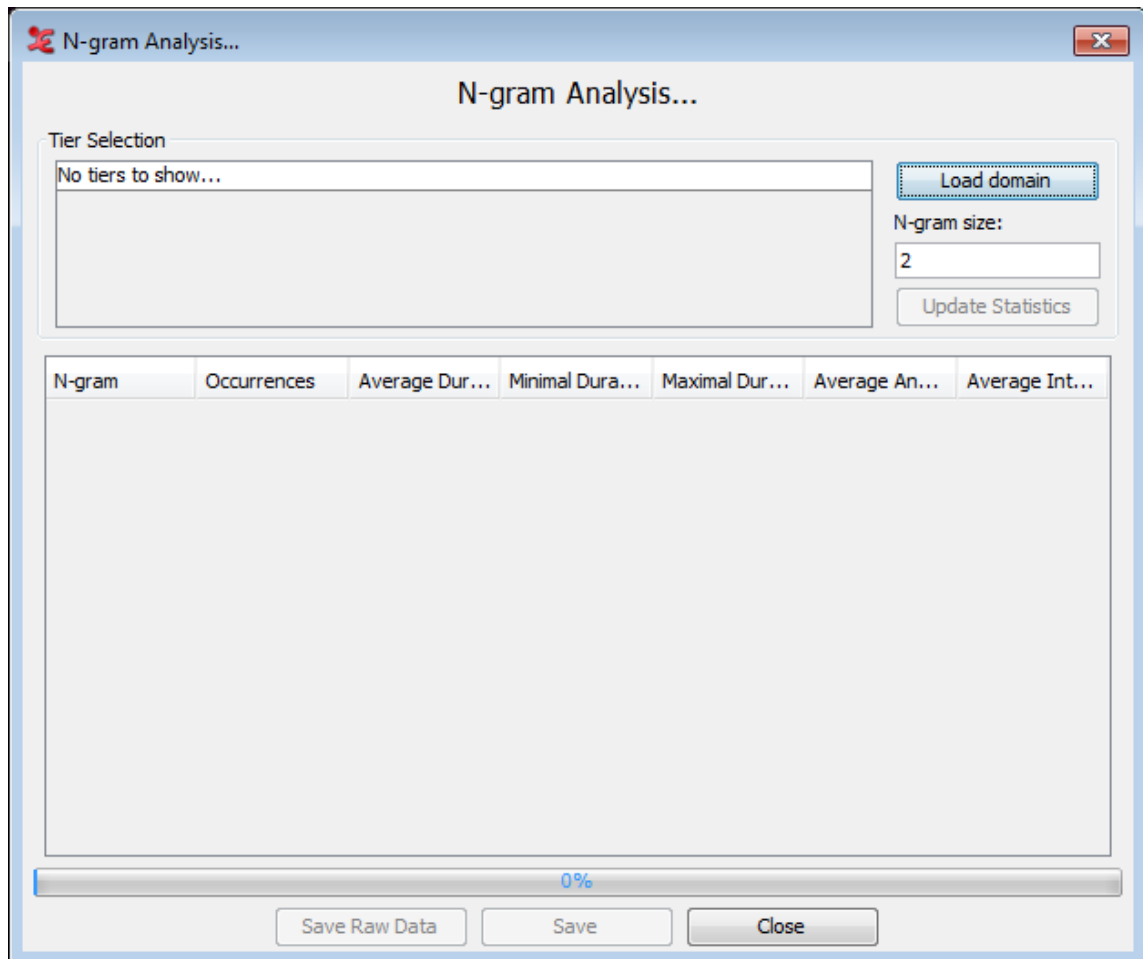 N-gram Analysis...
N-gram Analysis...
Tier Selection
No tiers to show...
Load domain
N-gram size:
2
Update Statistics
N-gram Occurrences Average Dur... Minimal Dura... Maximal Dur... Average An... Average Int...
0%
Save Raw Data Save Close